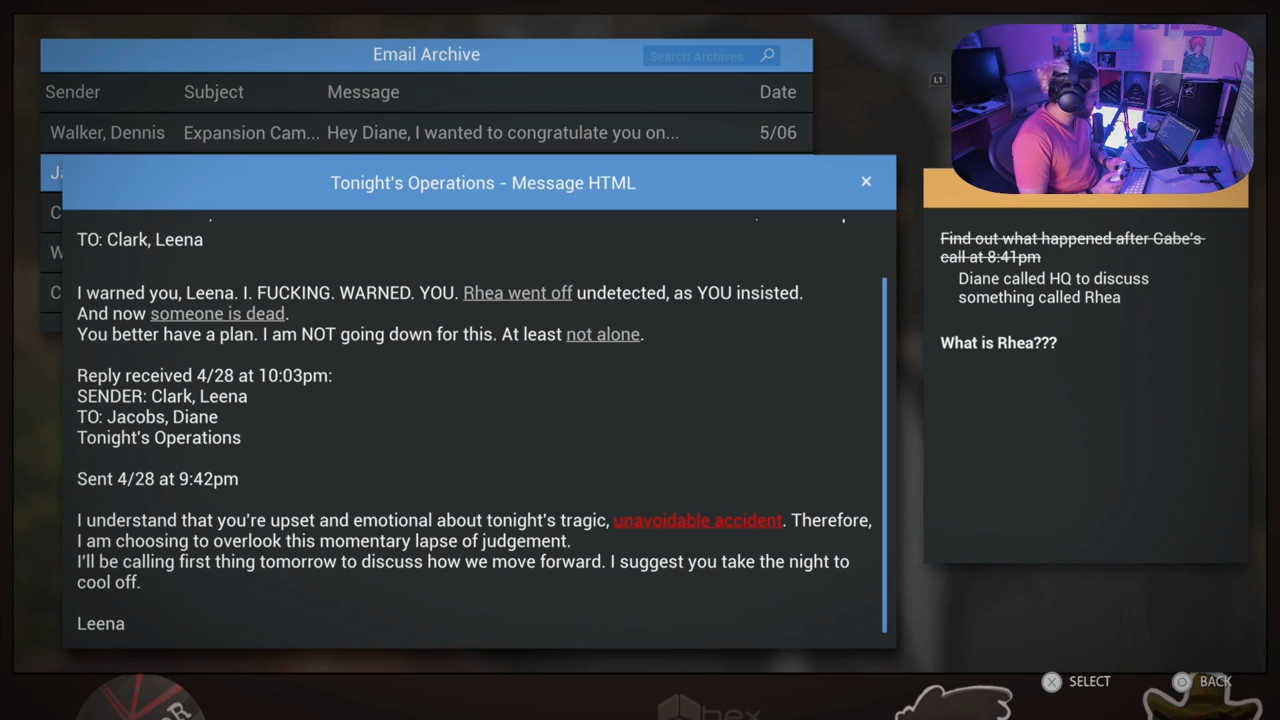 Email Archive
Search Archives
Sender Subject Message Date
L1
Walker, Dennis Expansion Cam... Hey Diane, I wanted to congratulate you on... 5/06
Tonight's Operations - Message HTML ×
TO: Clark, Leena
I warned you, Leena. I. FUCKING. WARNED. YOU. Rhea went off undetected, as YOU insisted.
And now someone is dead.
You better have a plan. I am NOT going down for this. At least not alone.
Reply received 4/28 at 10:03pm:
SENDER: Clark, Leena
TO: Jacobs, Diane
Tonight's Operations
Sent 4/28 at 9:42pm
I understand that you're upset and emotional about tonight's tragic, unavoidable accident. Therefore,
I am choosing to overlook this momentary lapse of judgement.
I'll be calling first thing tomorrow to discuss how we move forward. I suggest you take the night to
cool off.
Leena
Find out what happened after Gabe's
call at 8:41pm
Diane called HQ to discuss
something called Rhea
What is Rhea???
SELECT
BACK